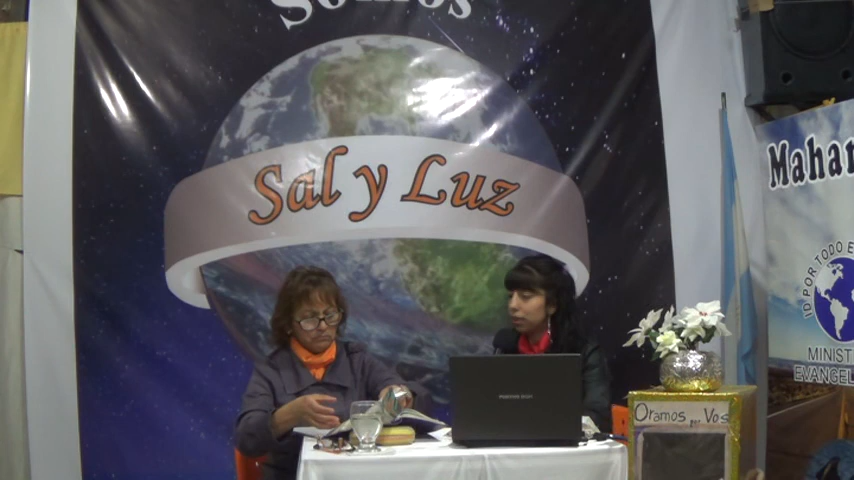 Somos
Sal y Luz
Mahan
ID POR TODO E
MINIST
EVANGEL
Oramos por Vos